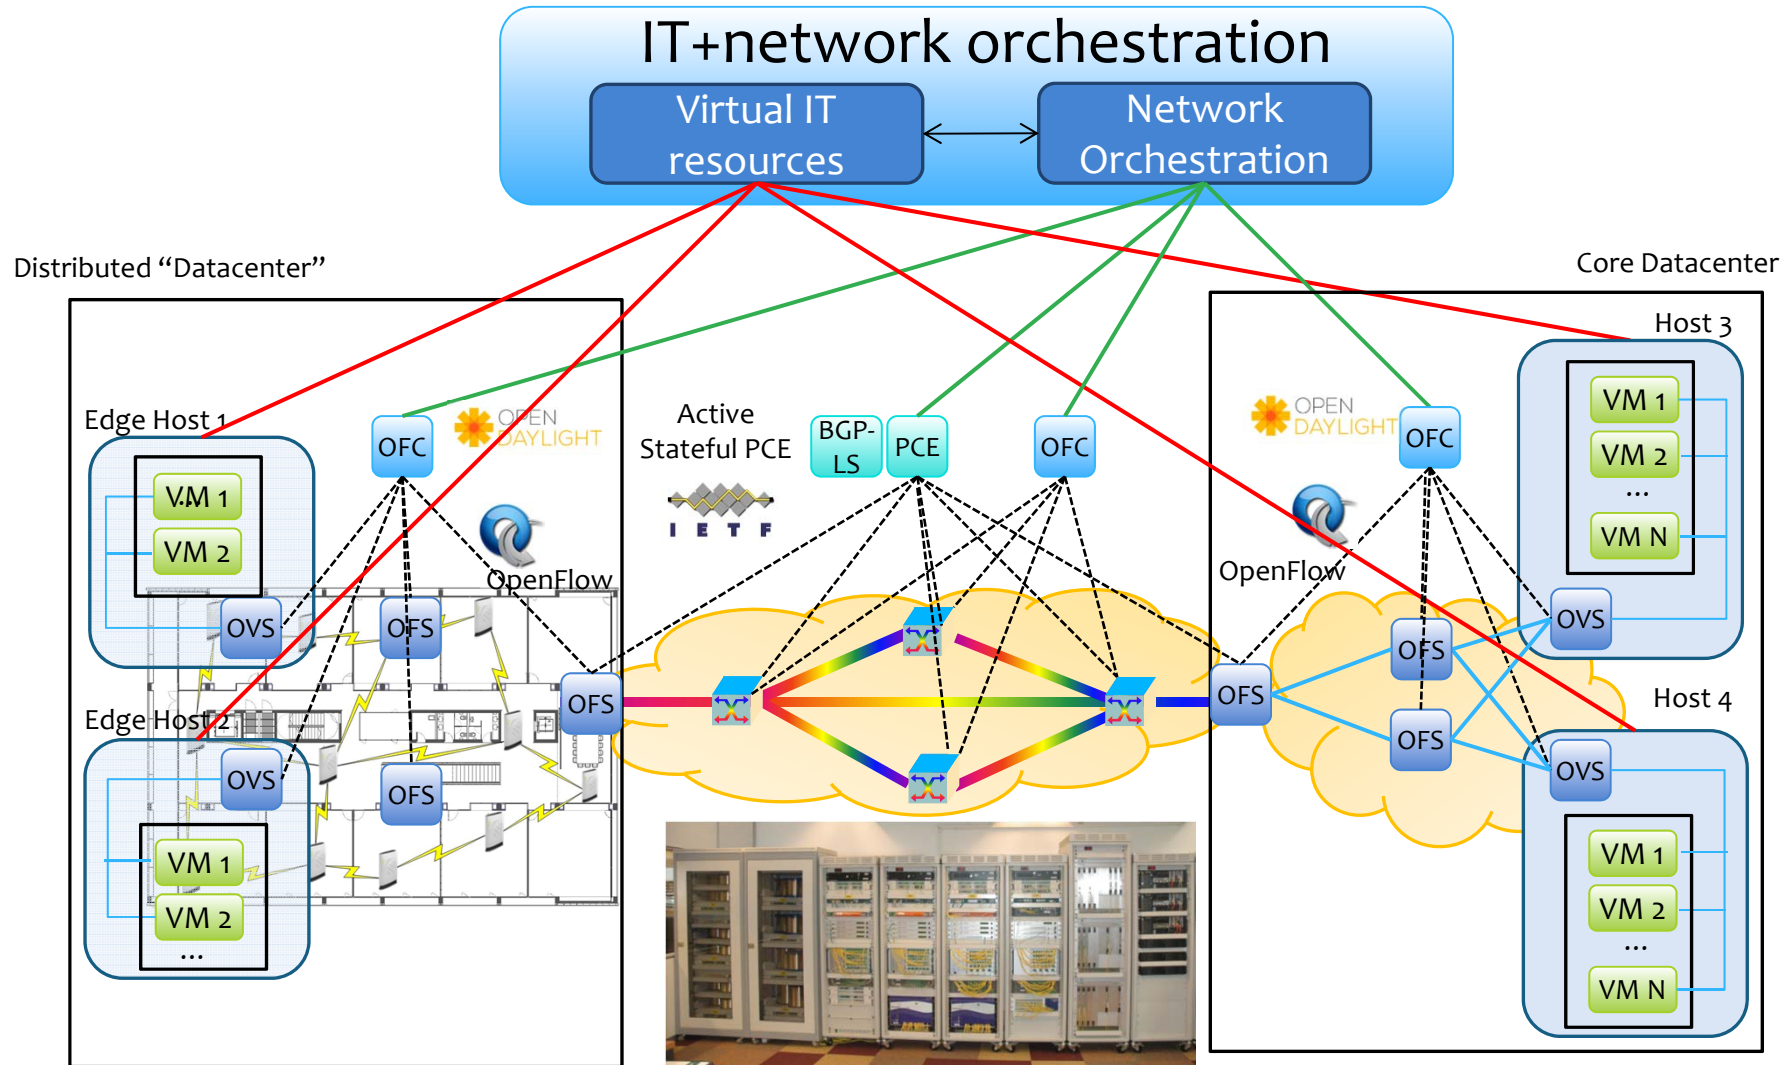 IT+network orchestration
Virtual IT
resources
Network
Orchestration
Distributed “Datacenter”
Core Datacenter
Edge Host 1
VM 1
VM 2
OVS
Edge Host 2
OVS
VM 1
VM 2
...
OFC
OPEN
DAYLIGHT
OpenFlow
OFS
OFS
OFS
Active
Stateful PCE
IETF
BGP-
LS
PCE
OFC
OPEN
DAYLIGHT
OFC
OpenFlow
OFS
OFS
OFS
Host 3
VM 1
VM 2
...
VM N
OVS
Host 4
OVS
VM 1
VM 2
...
VM N